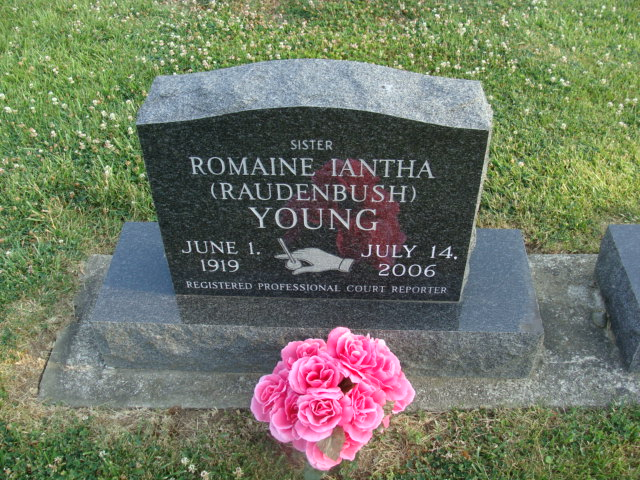 SISTER
ROMAINE IANTHA
(RAUDENBUSH)
YOUNG
JUNE 1, JULY 14,
1919 2006
REGISTERED PROFESSIONAL COURT REPORTER